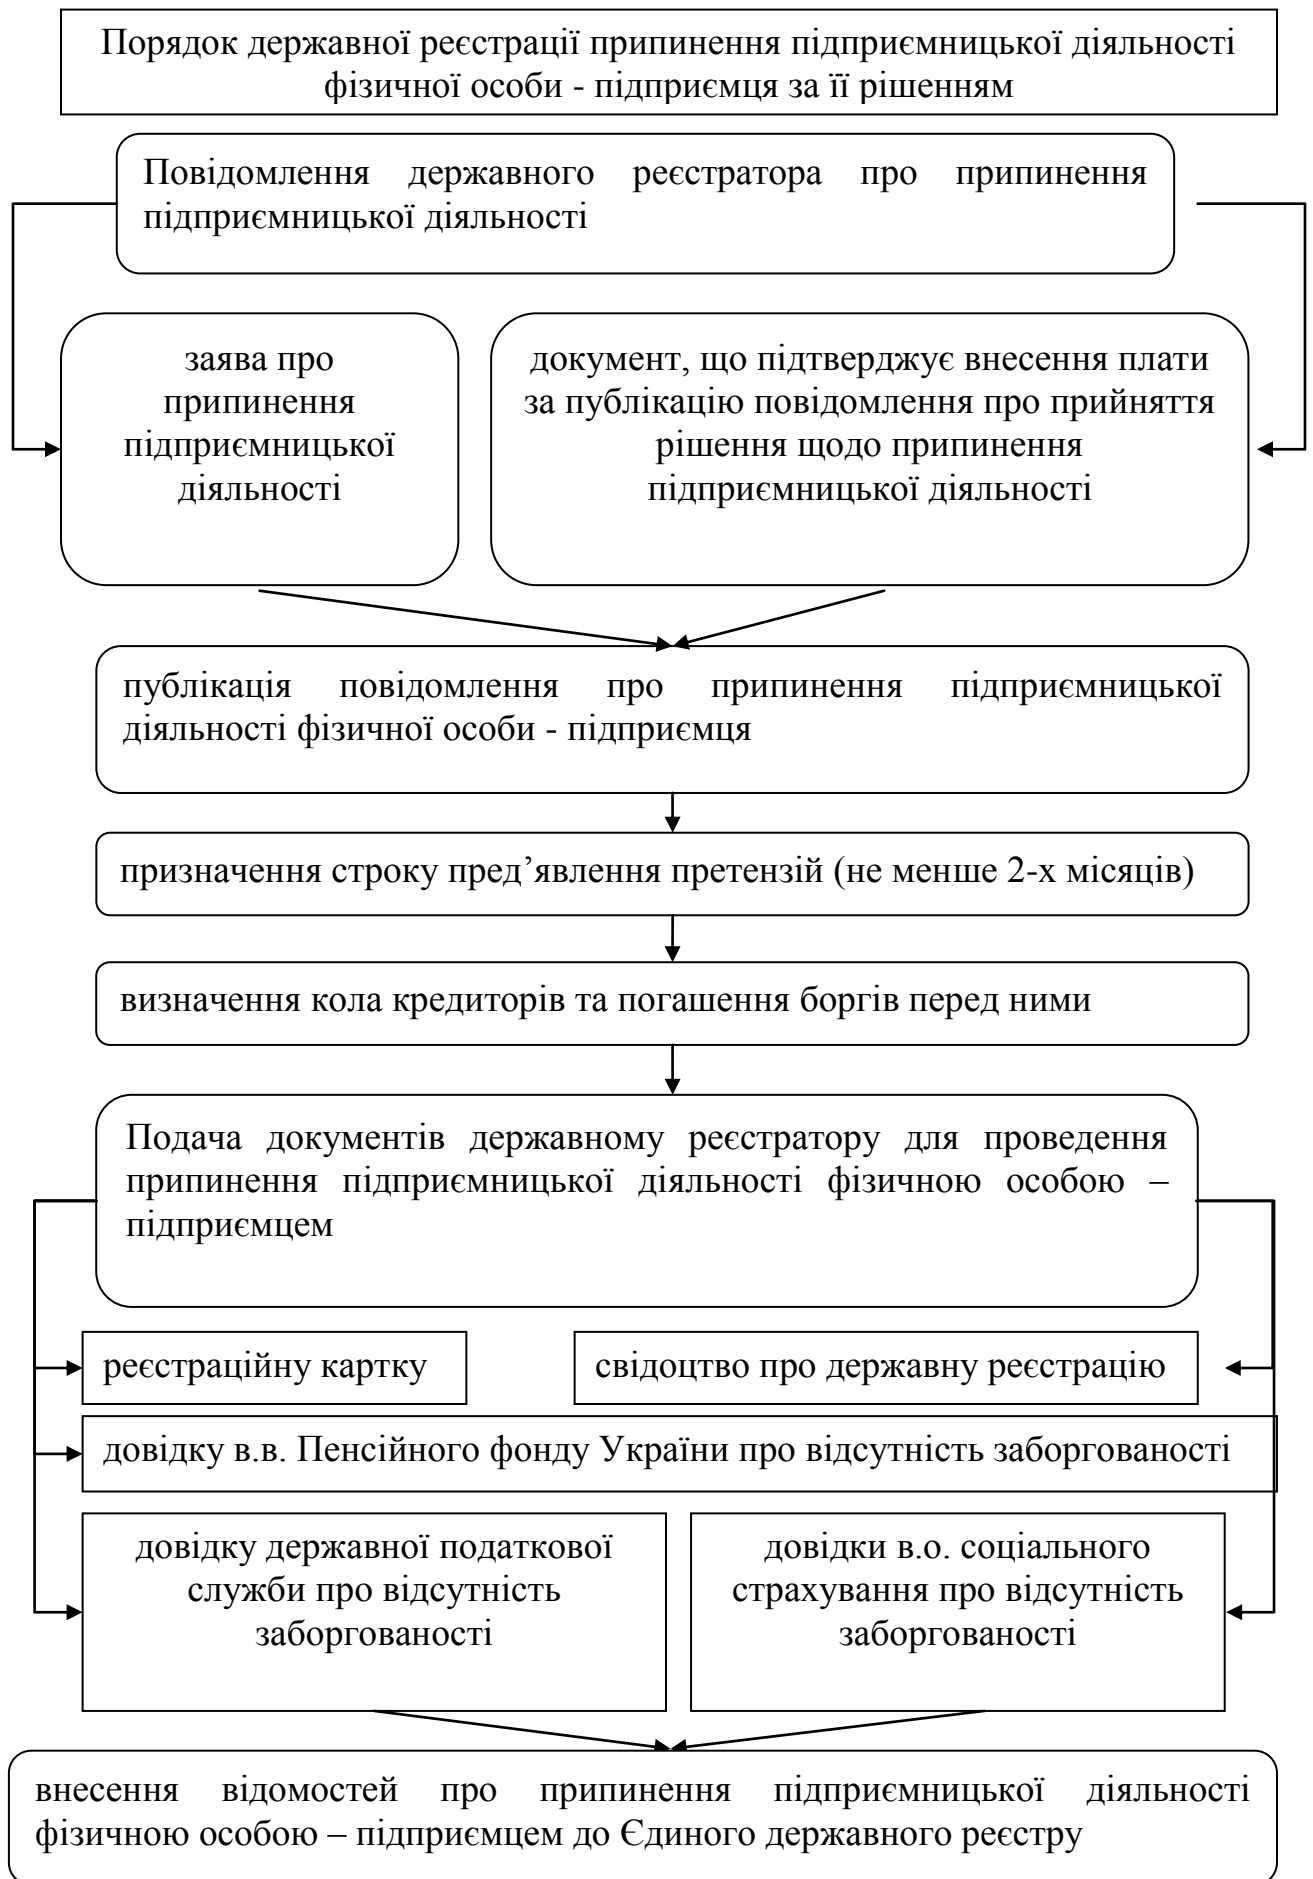 Порядок державної реєстрації припинення підприємницької діяльності
фізичної особи - підприємця за її рішенням
Повідомлення державного реєстратора про припинення
підприємницької діяльності
заява про
припинення
підприємницької
діяльності
документ, що підтверджує внесення плати
за публікацію повідомлення про прийняття
рішення щодо припинення
підприємницької діяльності
публікація повідомлення про припинення підприємницької
діяльності фізичної особи - підприємця
призначення строку пред’явлення претензій (не менше 2-х місяців)
визначення кола кредиторів та погашення боргів перед ними
Подача документів державному реєстратору для проведення
припинення підприємницької діяльності фізичною особою –
підприємцем
реєстраційну картку
свідоцтво про державну реєстрацію
довідку в.в. Пенсійного фонду України про відсутність заборгованості
довідку державної податкової
служби про відсутність
заборгованості
довідки в.о. соціального
страхування про відсутність
заборгованості
внесення відомостей про припинення підприємницької діяльності
фізичною особою – підприємцем до Єдиного державного реєстру